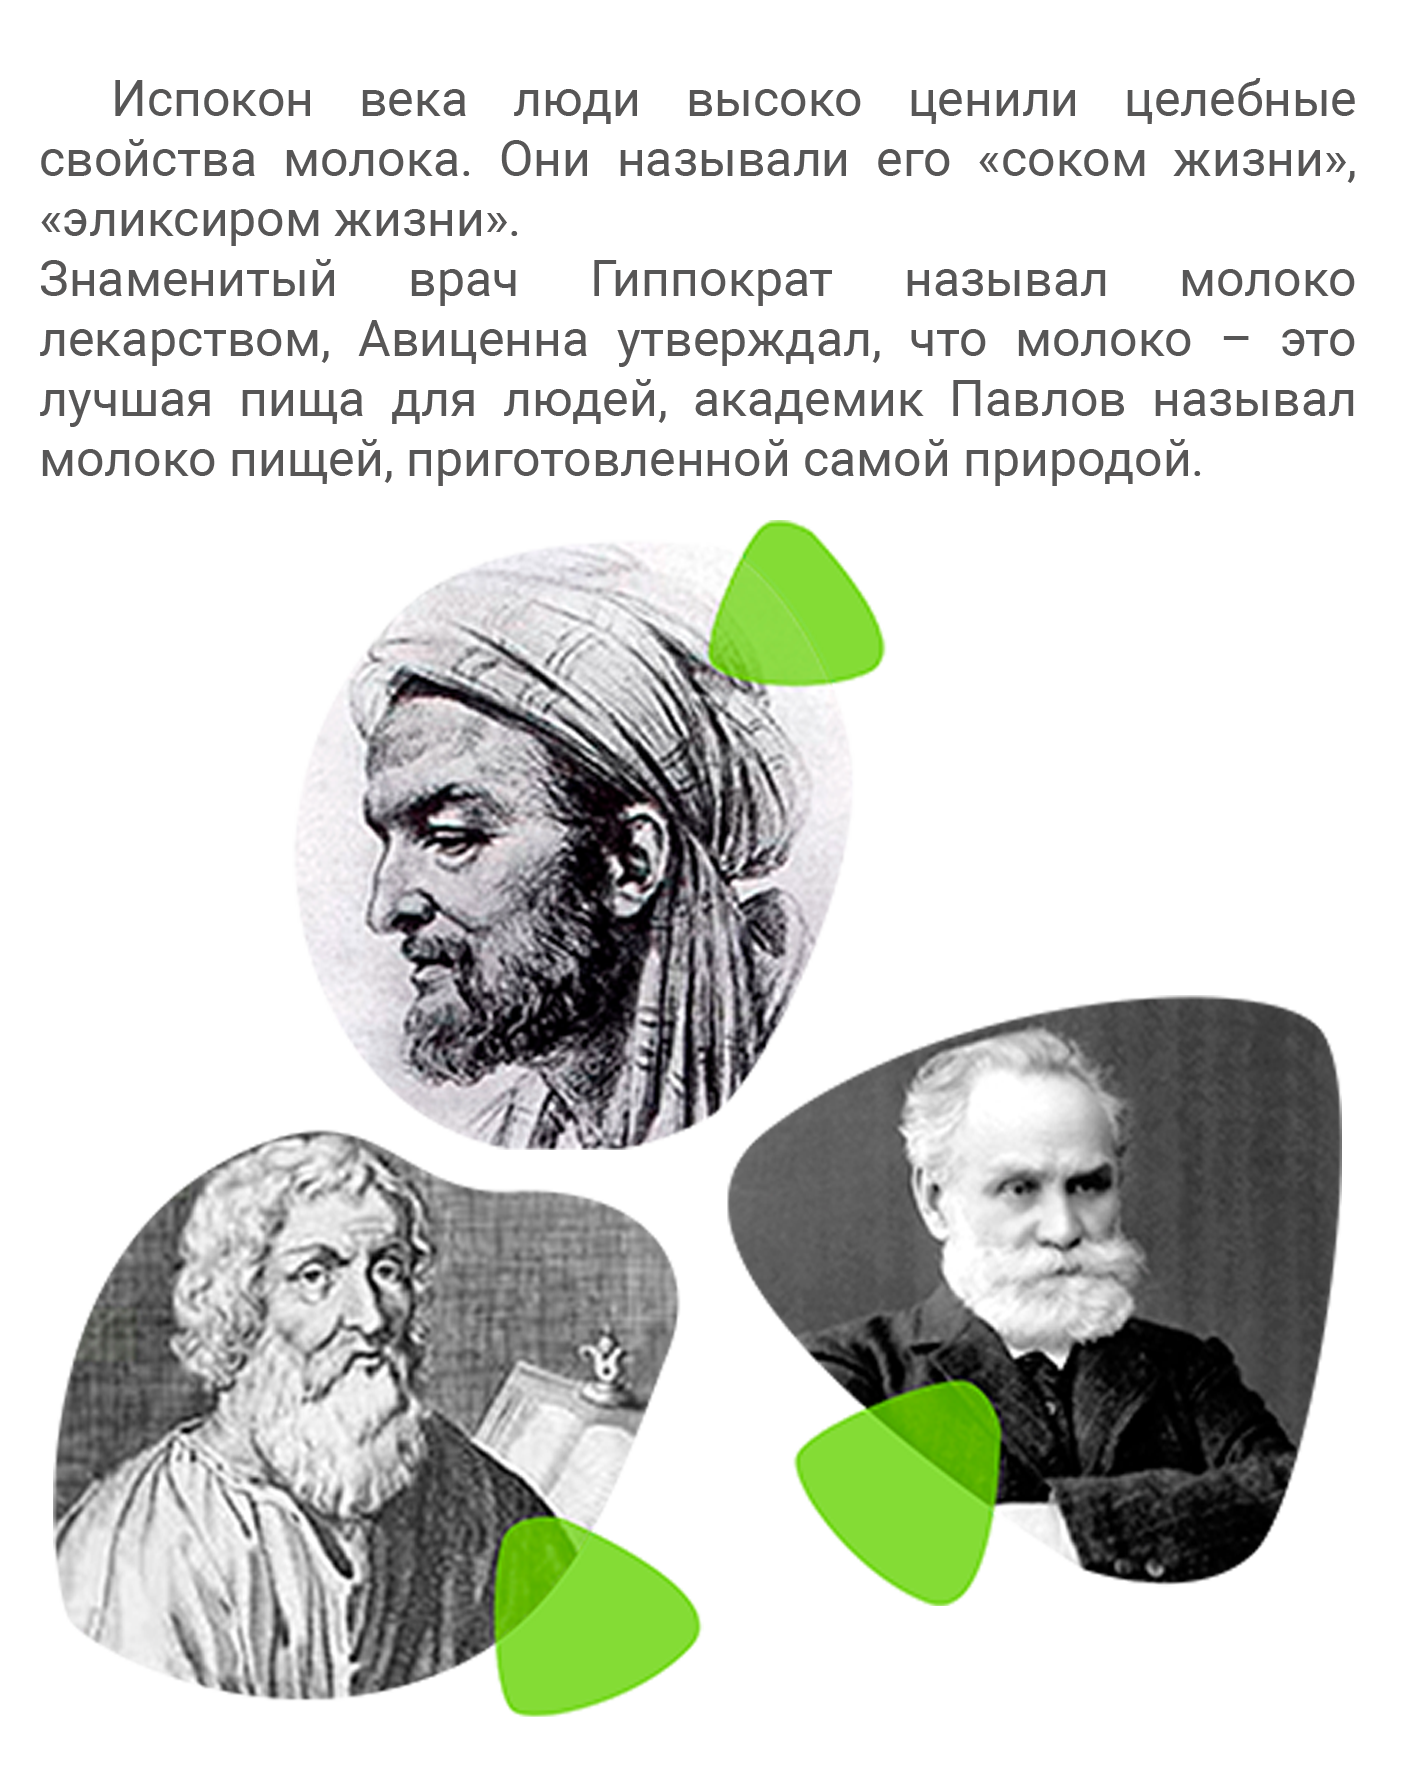 Испокон века люди высоко ценили целебные
свойства молока. Они называли его «соком жизни»,
«эликсиром жизни».
Знаменитый врач Гиппократ называл молоко
лекарством, Авиценна утверждал, что молоко – это
лучшая пища для людей, академик Павлов называл
молоко пищей, приготовленной самой природой.